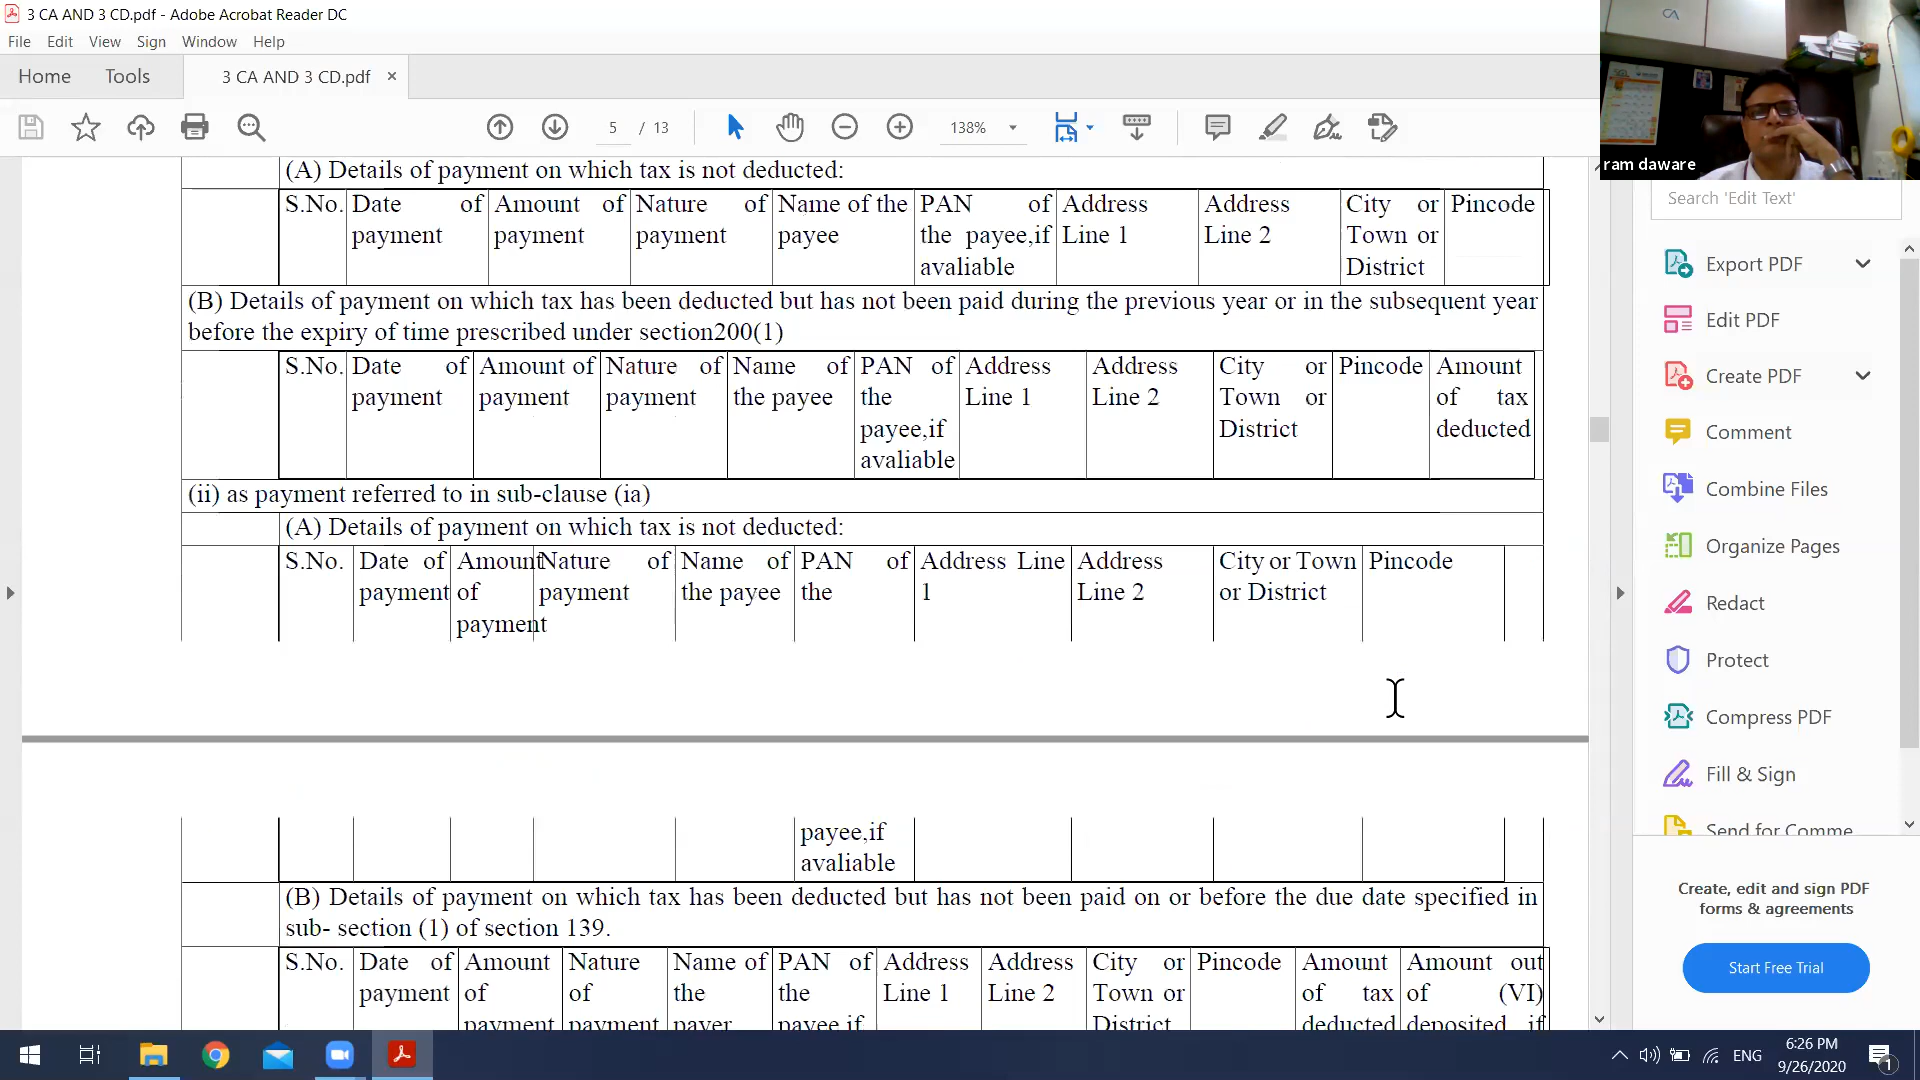 3 CA AND 3 CD.pdf - Adobe Acrobat Reader DC
File Edit View Sign Window Help
Home Tools 3 CA AND 3 CD.pdf ×
5 / 13 138%
CA
ram daware
(A) Details of payment on which tax is not deducted:
S.No. Date of payment Amount of payment Nature of payment Name of the payee PAN of the payee,if avaliable Address Line 1 Address Line 2 City or Town or District Pincode
(B) Details of payment on which tax has been deducted but has not been paid during the previous year or in the subsequent year
before the expiry of time prescribed under section200(1)
S.No. Date of payment Amount of payment Nature of payment Name of the payee PAN of the payee,if avaliable Address Line 1 Address Line 2 City or Town or District Pincode Amount of tax deducted
(ii) as payment referred to in sub-clause (ia)
(A) Details of payment on which tax is not deducted:
S.No. Date of payment Amount of payment Nature of payment Name of the payee PAN of the Address Line 1 Address Line 2 City or Town or District Pincode
payee,if
avaliable
(B) Details of payment on which tax has been deducted but has not been paid on or before the due date specified in
sub- section (1) of section 139.
S.No. Date of payment Amount of payment Nature of payment Name of the payer PAN of the payee,if Address Line 1 Address Line 2 City or Town or District Pincode Amount of tax deducted Amount out of (VI) deposited, if
Search 'Edit Text'
Export PDF
Edit PDF
Create PDF
Comment
Combine Files
Organize Pages
Redact
Protect
Compress PDF
Fill & Sign
Send for Comme
Create, edit and sign PDF
forms & agreements
Start Free Trial
ENG
6:26 PM
9/26/2020
1